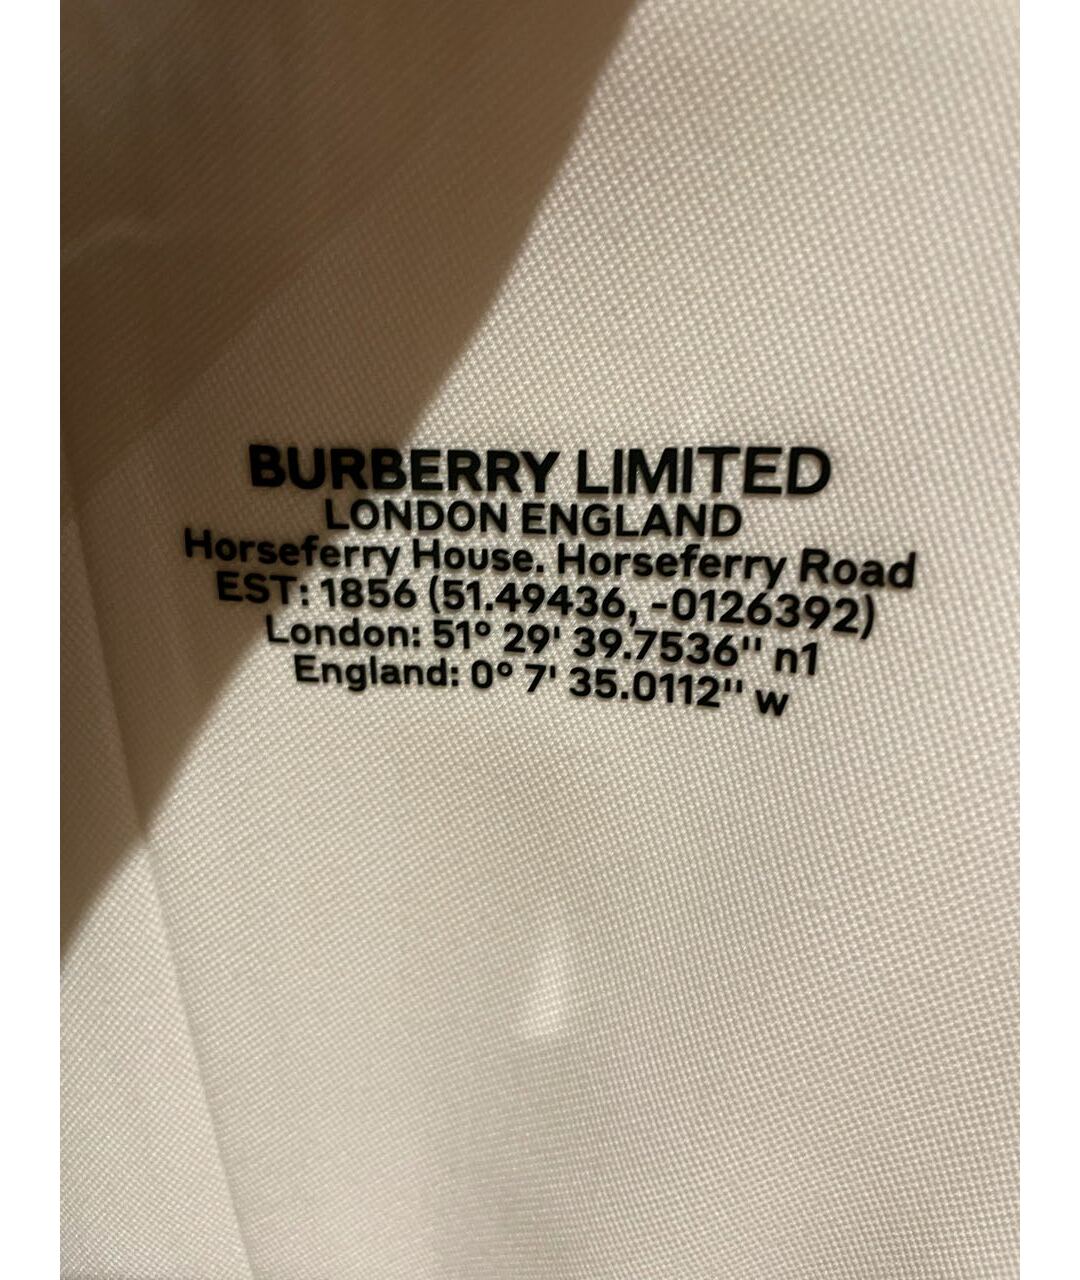 BURBERRY LIMITED
LONDON ENGLAND
Horseferry House. Horseferry Road
EST: 1856 (51.49436, -0126392)
London: 51° 29' 39.7536" n1
England: 0° 7' 35.0112" w